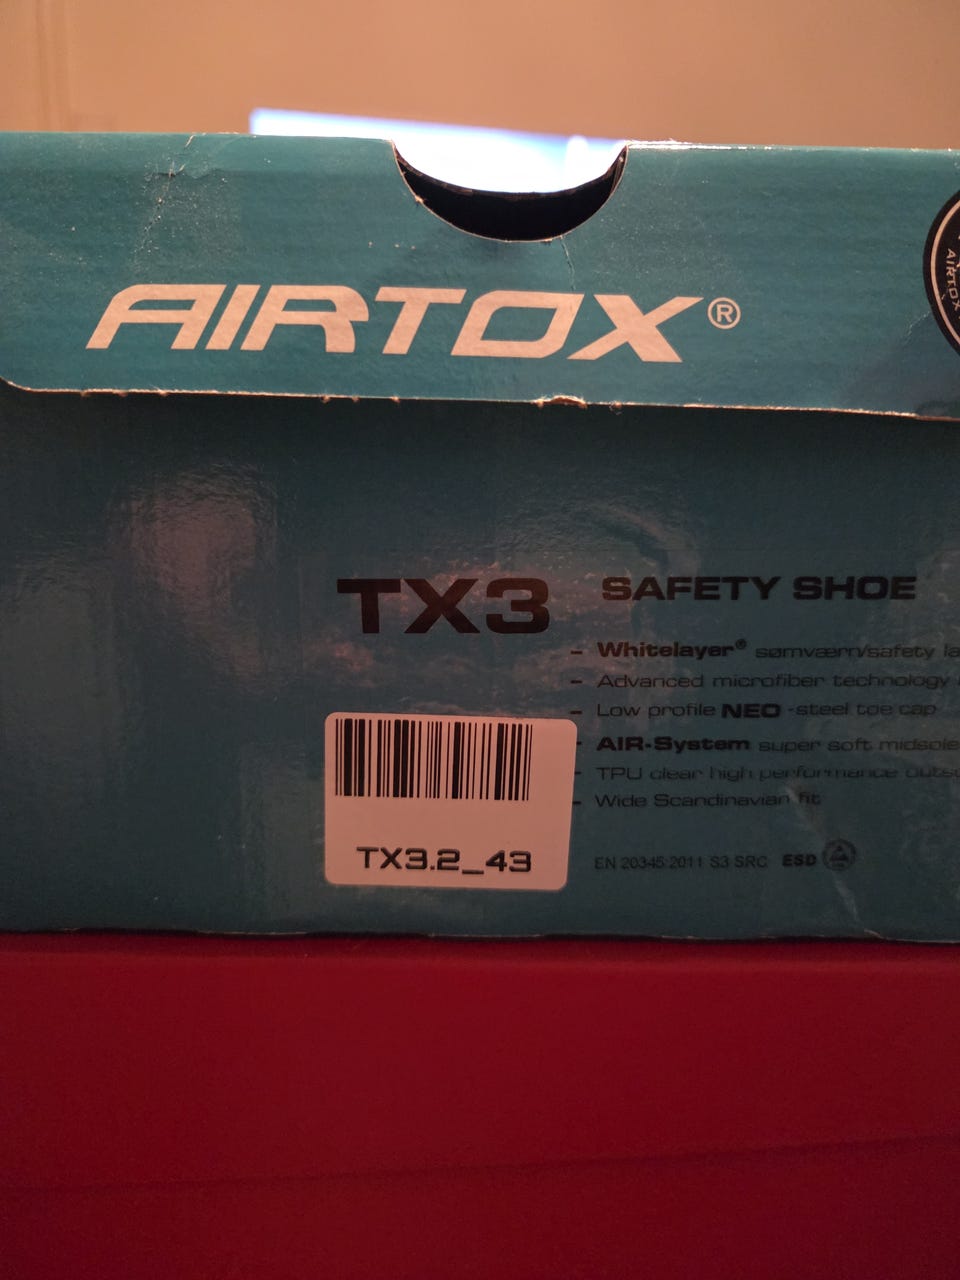 AIRTOX®
AIRTOX
TX3 SAFETY SHOE
- Whitelayer® sømværn/safety
- Advanced microfiber technology
- Low profile NEO -steel toe cap
- AIR-System super soft midsole
- TPU clear high performance
- Wide Scandinavian fit
EN 20345:2011 S3 SRC ESD
TX3.2_43